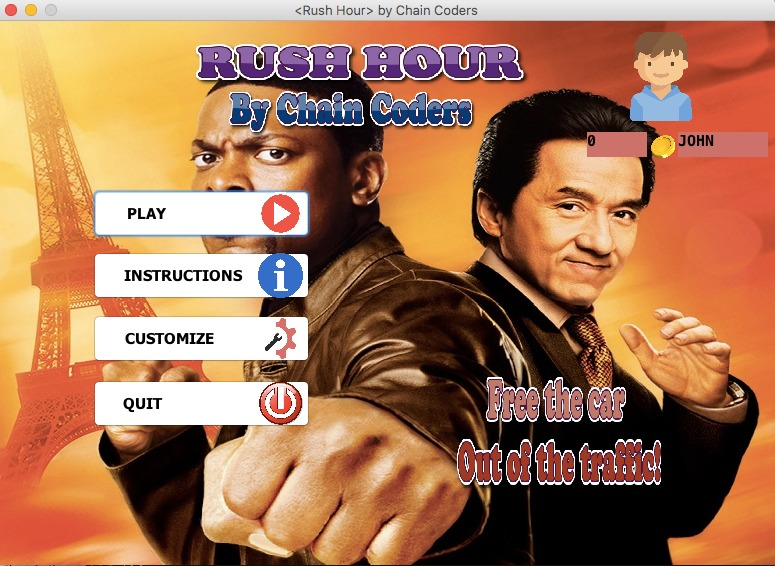 <Rush Hour> by Chain Coders
RUSH HOUR
By Chain Coders
0 JOHN
PLAY
INSTRUCTIONS
CUSTOMIZE
QUIT
Free the car
Out of the traffic!